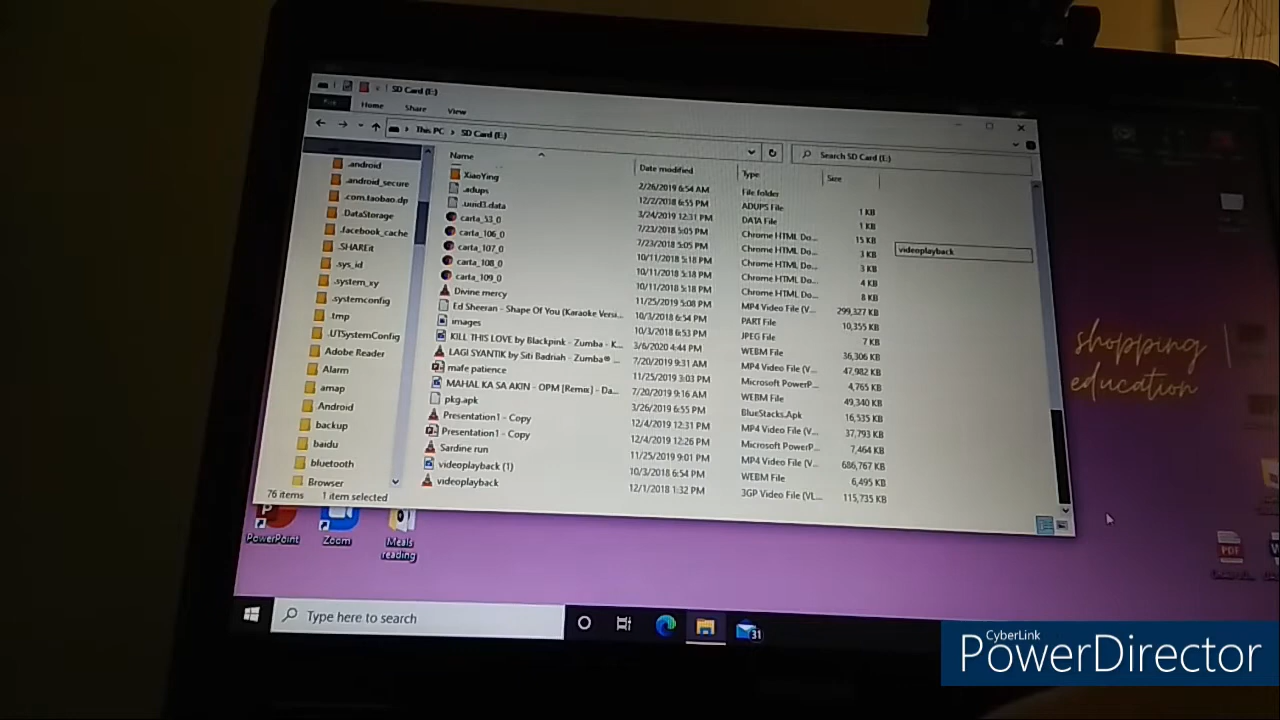 SD Card (E:)
File Home Share View
This PC > SD Card (E:)
Search SD Card (E:)
Name Date modified Type Size
.android
.android_secure
.com.taobao.dp
.DataStorage
.facebook_cache
.SHAREit
.sys_id
.system_xy
.systemconfig
.tmp
.UTSystemConfig
Adobe Reader
Alarm
amap
Android
backup
baidu
bluetooth
Browser
XiaoYing
.adups
.uuid3.data
carta_53_0
carta_106_0
carta_107_0
carta_108_0
carta_109_0
Divine mercy
Ed Sheeran - Shape Of You (Karaoke Versi...
images
KILL THIS LOVE by Blackpink - Zumba - K...
LAGI SYANTIK by Siti Badriah - Zumba® ...
mafe patience
MAHAL KA SA AKIN - OPM [Remix] - Da...
pkg.apk
Presentation1 - Copy
Presentation1 - Copy
Sardine run
videoplayback (1)
videoplayback
2/26/2019 6:54 AM
12/2/2018 6:55 PM
3/24/2019 12:31 PM
7/23/2018 5:05 PM
7/23/2018 5:05 PM
10/11/2018 5:18 PM
10/11/2018 5:18 PM
10/11/2018 5:18 PM
11/25/2019 5:08 PM
10/3/2018 6:54 PM
10/3/2018 6:53 PM
3/6/2020 4:44 PM
7/20/2019 9:31 AM
11/25/2019 3:03 PM
7/20/2019 9:16 AM
3/26/2019 6:55 PM
12/4/2019 12:31 PM
12/4/2019 12:26 PM
11/25/2019 9:01 PM
10/3/2018 6:54 PM
12/1/2018 1:32 PM
File folder
ADUPS File
DATA File
Chrome HTML Do...
Chrome HTML Do...
Chrome HTML Do...
Chrome HTML Do...
Chrome HTML Do...
MP4 Video File (V...
PART File
JPEG File
WEBM File
MP4 Video File (V...
Microsoft PowerP...
WEBM File
BlueStacks.Apk
MP4 Video File (V...
Microsoft PowerP...
MP4 Video File (V...
WEBM File
3GP Video File (VL...
1 KB
1 KB
15 KB
3 KB
3 KB
4 KB
8 KB
299,327 KB
10,355 KB
7 KB
36,306 KB
47,982 KB
4,765 KB
49,340 KB
16,535 KB
37,793 KB
7,464 KB
686,767 KB
6,495 KB
115,735 KB
videoplayback
76 items 1 item selected
shopping
education
PowerPoint
Zoom
Meals
reading
PDF
Type here to search
31
CyberLink
PowerDirector